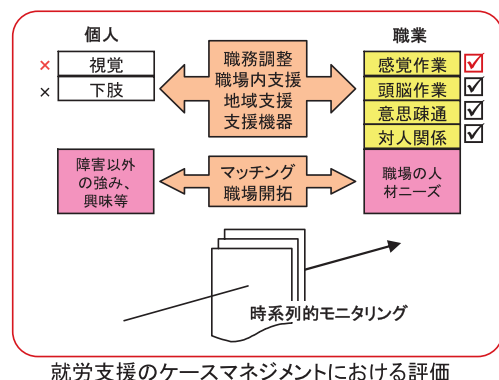 個人
職業
× 視覚
× 下肢
職務調整
職場内支援
地域支援
支援機器
感覚作業
頭脳作業
意思疎通
対人関係
障害以外
の強み、
興味等
マッチング
職場開拓
職場の人
材ニーズ
時系列的モニタリング
就労支援のケースマネジメントにおける評価